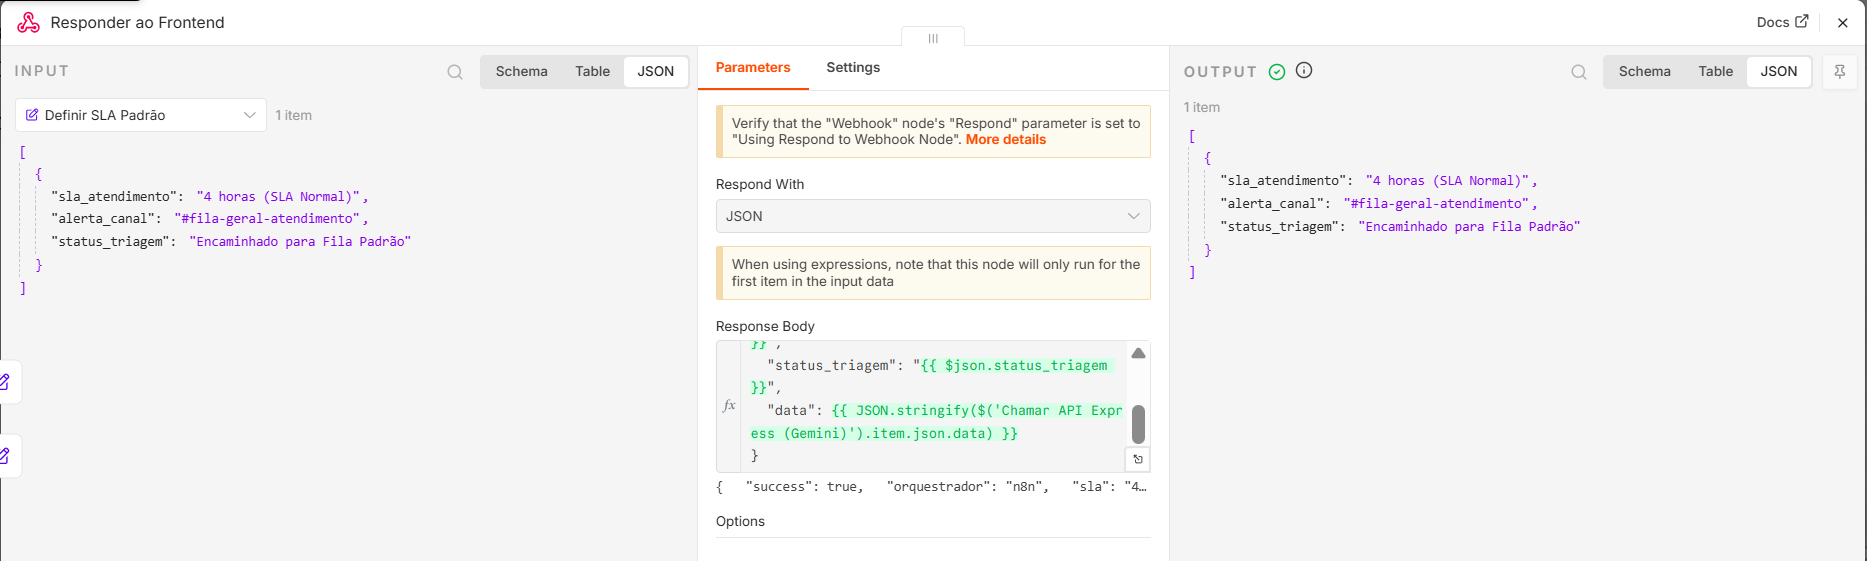 Responder ao Frontend
Docs
INPUT
Schema
Table
JSON
Definir SLA Padrão
1 item
[
{
"sla_atendimento": "4 horas (SLA Normal)",
"alerta_canal": "#fila-geral-atendimento",
"status_triagem": "Encaminhado para Fila Padrão"
}
]
Parameters
Settings
Verify that the "Webhook" node's "Respond" parameter is set to
"Using Respond to Webhook Node". More details
Respond With
JSON
When using expressions, note that this node will only run for the
first item in the input data
Response Body
fx
}}",
"status_triagem": "{{ $json.status_triagem
}}",
"data": {{ JSON.stringify($('Chamar API Expr
ess (Gemini)').item.json.data) }}
}
{ "success": true, "orquestrador": "n8n", "sla": "4…
Options
OUTPUT
Schema
Table
JSON
1 item
[
{
"sla_atendimento": "4 horas (SLA Normal)",
"alerta_canal": "#fila-geral-atendimento",
"status_triagem": "Encaminhado para Fila Padrão"
}
]